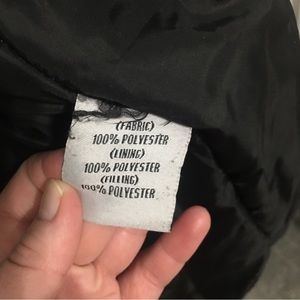 (FABRIC)
100% POLYESTER
(LINING)
100% POLYESTER
(FILLING)
100% POLYESTER